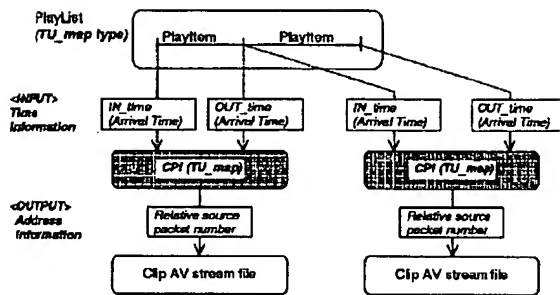 PlayList
(TU_map type)
PlayItem PlayItem
<INPUT>
Time
Information
IN_time
(Arrival Time)
OUT_time
(Arrival Time)
IN_time
(Arrival Time)
OUT_time
(Arrival Time)
CPI (TU_map)
CPI (TU_map)
<OUTPUT>
Address
Information
Relative source
packet number
Relative source
packet number
Clip AV stream file
Clip AV stream file